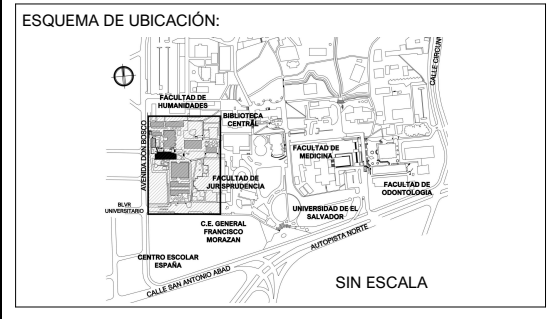 ESQUEMA DE UBICACIÓN:
CALLE CIRCUNV
FACULTAD DE
HUMANIDADES
BIBLIOTECA
CENTRAL
AVENIDA DON BOSCO
FACULTAD DE
MEDICINA
FACULTAD DE
JURISPRUDENCIA
FACULTAD DE
ODONTOLOGIA
BLVR
UNIVERSITARIO
UNIVERSIDAD DE EL
SALVADOR
C.E. GENERAL
FRANCISCO
MORAZAN
AUTOPISTA NORTE
CENTRO ESCOLAR
ESPAÑA
CALLE SAN ANTONIO ABAD
SIN ESCALA